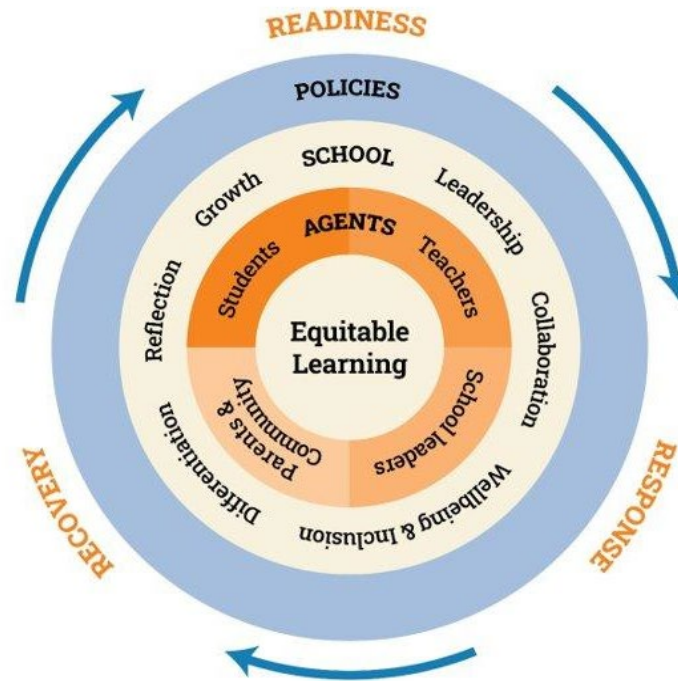 READINESS
POLICIES
SCHOOL
Growth
Leadership
AGENTS
Students
Teachers
Reflection
Collaboration
Equitable
Learning
Parents &
Community
School leaders
Differentiation
Wellbeing & Inclusion
RECOVERY
RESPONSE